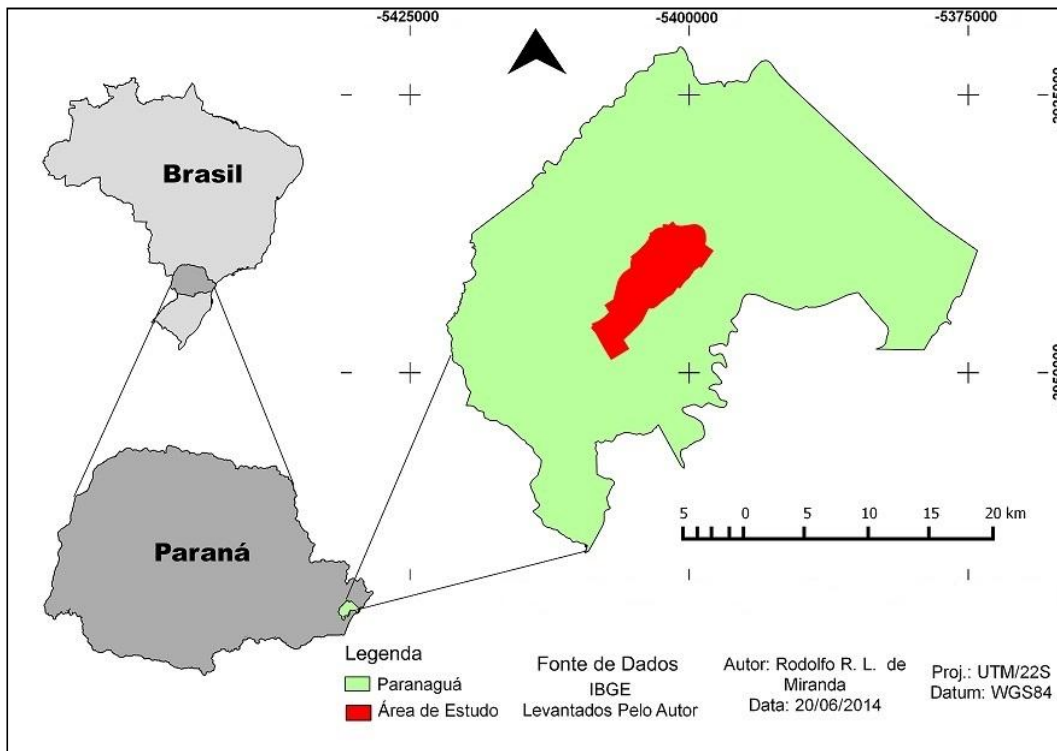 -5425000
-5400000
-5375000
Brasil
Paraná
5 0 5 10 15 20 km
Legenda
Paranaguá
Área de Estudo
Fonte de Dados
IBGE
Levantados Pelo Autor
Autor: Rodolfo R. L. de
Miranda
Data: 20/06/2014
Proj.: UTM/22S
Datum: WGS84